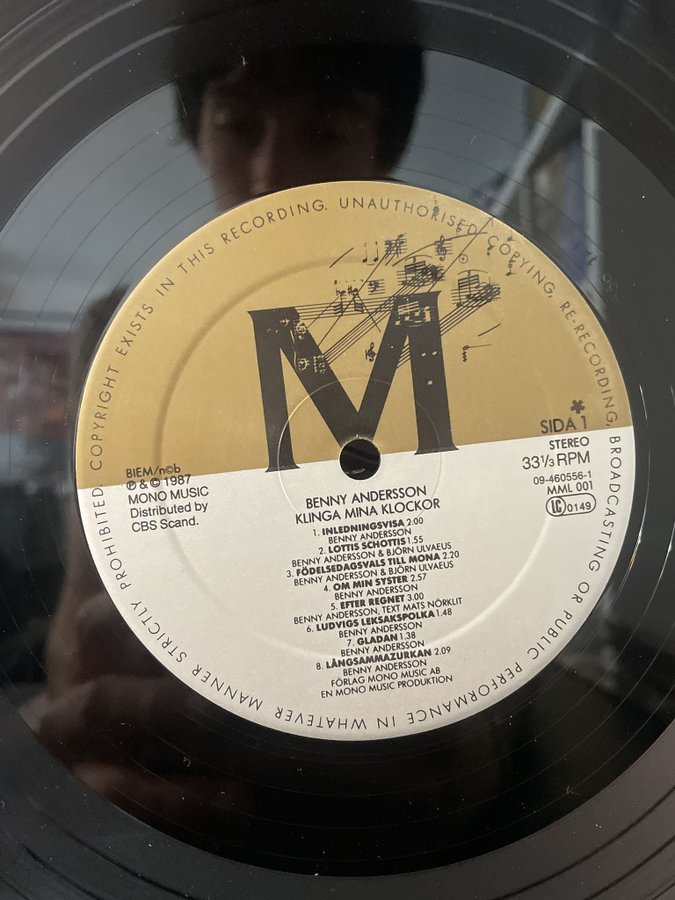 COPYRIGHT EXISTS IN THIS RECORDING. UNAUTHORISED COPYING, RE-RECORDING, BROADCASTING OR PUBLIC PERFORMANCE IN WHATEVER MANNER STRICTLY PROHIBITED.
M
*
SIDA 1
STEREO
33⅓ RPM
09-460556-1
MML 001
LC 0149
BIEM/n©b
℗ & © 1987
MONO MUSIC
Distributed by
CBS Scand.
BENNY ANDERSSON
KLINGA MINA KLOCKOR
1. INLEDNINGSVISA 2.00
BENNY ANDERSSON
2. LOTTIS SCHOTTIS 1.55
BENNY ANDERSSON & BJÖRN ULVAEUS
3. FÖDELSEDAGSVALS TILL MONA 2.20
BENNY ANDERSSON & BJÖRN ULVAEUS
4. OM MIN SYSTER 2.57
BENNY ANDERSSON
5. EFTER REGNET 3.00
BENNY ANDERSSON, TEXT MATS NÖRKLIT
6. LUDVIGS LEKSAKSPOLKA 1.48
BENNY ANDERSSON
7. GLADAN 1.38
BENNY ANDERSSON
8. LÅNGSAMMAZURKAN 2.09
BENNY ANDERSSON
FÖRLAG MONO MUSIC AB
EN MONO MUSIC PRODUKTION